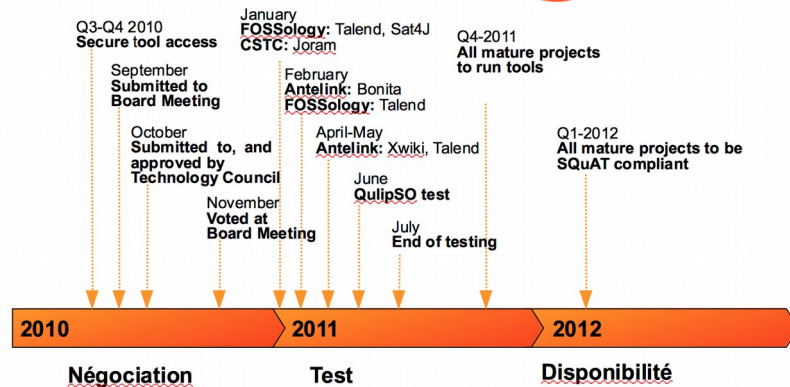 Q3-Q4 2010
Secure tool access
September
Submitted to
Board Meeting
October
Submitted to, and
approved by
Technology Council
November
Voted at
Board Meeting
January
FOSSology: Talend, Sat4J
CSTC: Joram
February
Antelink: Bonita
FOSSology: Talend
April-May
Antelink: Xwiki, Talend
June
QulipSO test
July
End of testing
Q4-2011
All mature projects
to run tools
Q1-2012
All mature projects to be
SQuAT compliant
2010
2011
2012
Négociation
Test
Disponibilité